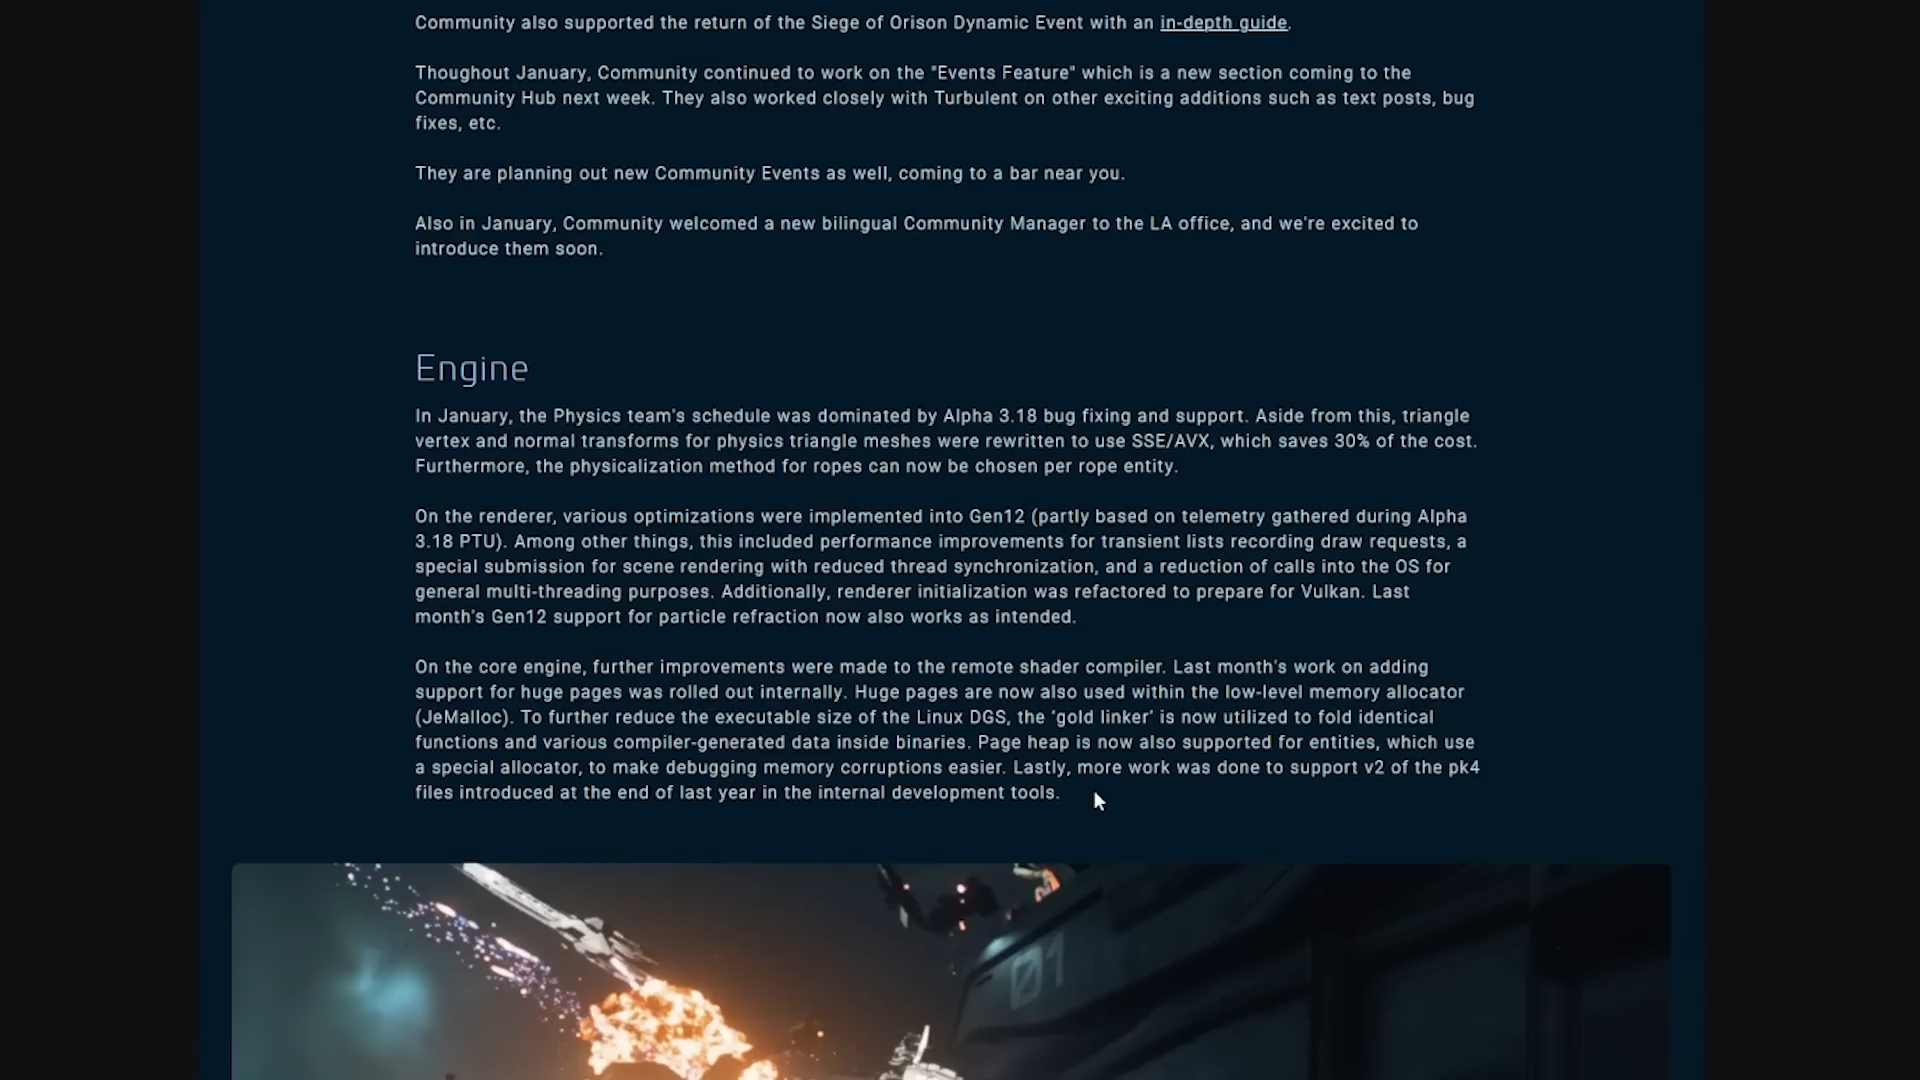 Community also supported the return of the Siege of Orison Dynamic Event with an in-depth guide.
Thoughout January, Community continued to work on the "Events Feature" which is a new section coming to the
Community Hub next week. They also worked closely with Turbulent on other exciting additions such as text posts, bug
fixes, etc.
They are planning out new Community Events as well, coming to a bar near you.
Also in January, Community welcomed a new bilingual Community Manager to the LA office, and we're excited to
introduce them soon.
Engine
In January, the Physics team's schedule was dominated by Alpha 3.18 bug fixing and support. Aside from this, triangle
vertex and normal transforms for physics triangle meshes were rewritten to use SSE/AVX, which saves 30% of the cost.
Furthermore, the physicalization method for ropes can now be chosen per rope entity.
On the renderer, various optimizations were implemented into Gen12 (partly based on telemetry gathered during Alpha
3.18 PTU). Among other things, this included performance improvements for transient lists recording draw requests, a
special submission for scene rendering with reduced thread synchronization, and a reduction of calls into the OS for
general multi-threading purposes. Additionally, renderer initialization was refactored to prepare for Vulkan. Last
month's Gen12 support for particle refraction now also works as intended.
On the core engine, further improvements were made to the remote shader compiler. Last month's work on adding
support for huge pages was rolled out internally. Huge pages are now also used within the low-level memory allocator
(JeMalloc). To further reduce the executable size of the Linux DGS, the 'gold linker' is now utilized to fold identical
functions and various compiler-generated data inside binaries. Page heap is now also supported for entities, which use
a special allocator, to make debugging memory corruptions easier. Lastly, more work was done to support v2 of the pk4
files introduced at the end of last year in the internal development tools.
01